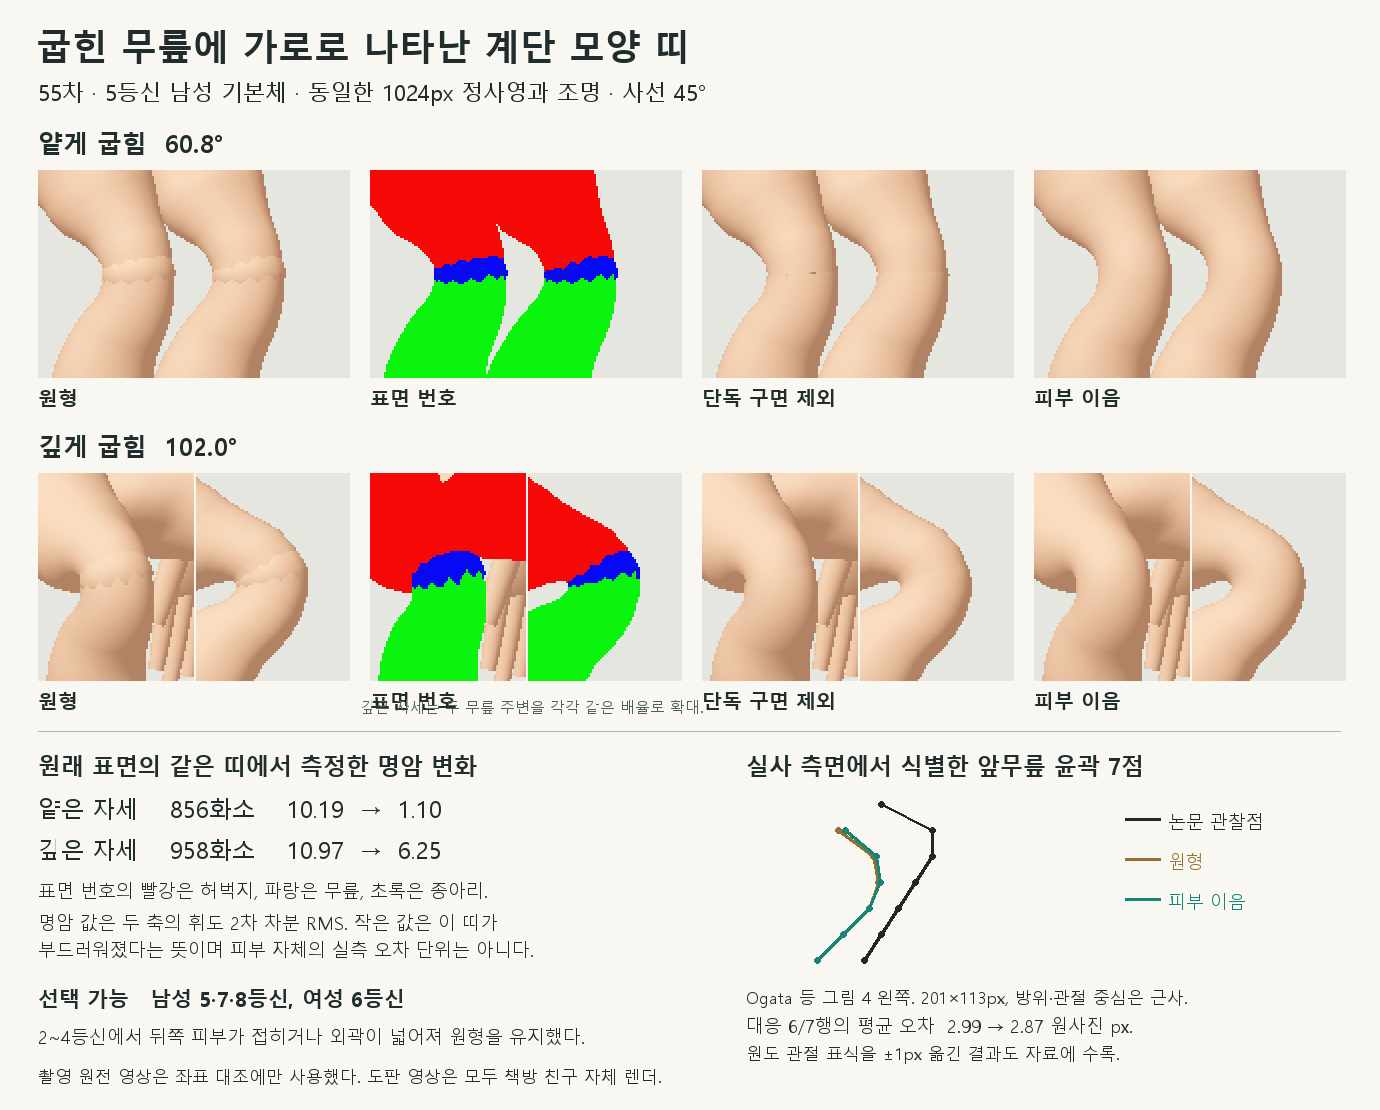 굽힌 무릎에 가로로 나타난 계단 모양 띠
55차 · 5등신 남성 기본체 · 동일한 1024px 정사영과 조명 · 사선 45°
얕게 굽힘 60.8°
원형
표면 번호
단독 구면 제외
피부 이음
깊게 굽힘 102.0°
원형
표면 번호
단독 구면 제외
피부 이음
깊은 자세는 두 무릎 주변을 각각 같은 배율로 확대.
원래 표면의 같은 띠에서 측정한 명암 변화
얕은 자세 856화소 10.19 → 1.10
깊은 자세 958화소 10.97 → 6.25
표면 번호의 빨강은 허벅지, 파랑은 무릎, 초록은 종아리.
명암 값은 두 축의 휘도 2차 차분 RMS. 작은 값은 이 띠가
부드러워졌다는 뜻이며 피부 자체의 실측 오차 단위는 아니다.
선택 가능 남성 5·7·8등신, 여성 6등신
2~4등신에서 뒤쪽 피부가 접히거나 외곽이 넓어져 원형을 유지했다.
촬영 원전 영상은 좌표 대조에만 사용했다. 도판 영상은 모두 책방 친구 자체 렌더.
실사 측면에서 식별한 앞무릎 윤곽 7점
논문 관찰점
원형
피부 이음
Ogata 등 그림 4 왼쪽. 201×113px, 방위·관절 중심은 근사.
대응 6/7행의 평균 오차 2.99 → 2.87 원사진 px.
원도 관절 표식을 ±1px 옮긴 결과도 자료에 수록.